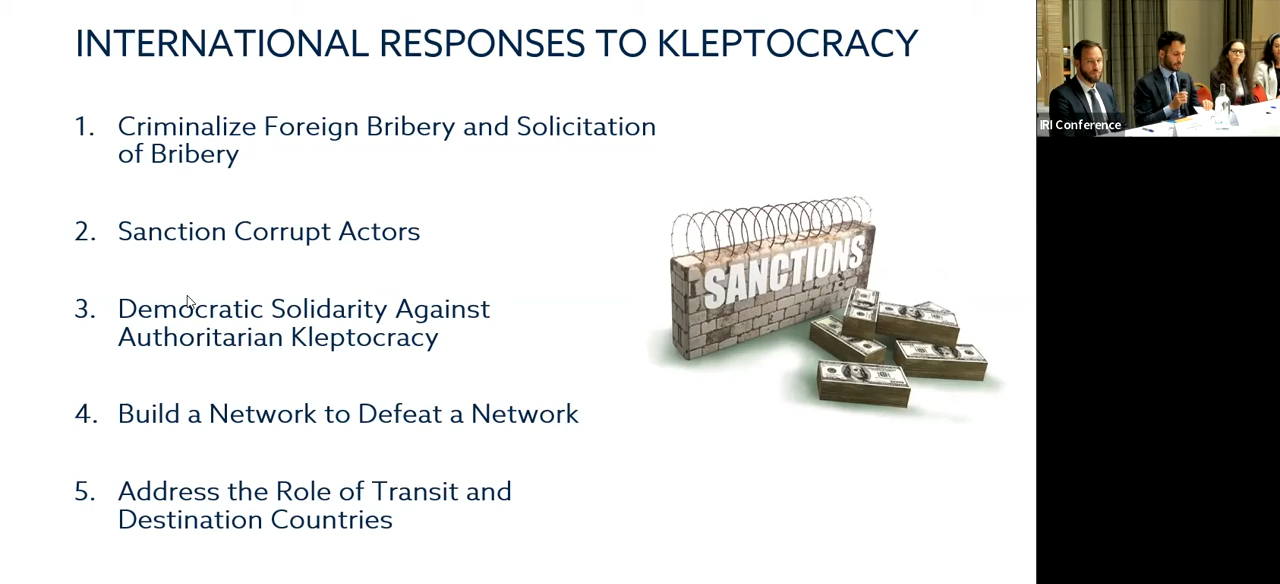 INTERNATIONAL RESPONSES TO KLEPTOCRACY
1. Criminalize Foreign Bribery and Solicitation
of Bribery
2. Sanction Corrupt Actors
3. Democratic Solidarity Against
Authoritarian Kleptocracy
4. Build a Network to Defeat a Network
5. Address the Role of Transit and
Destination Countries
SANCTIONS
IRI Conference